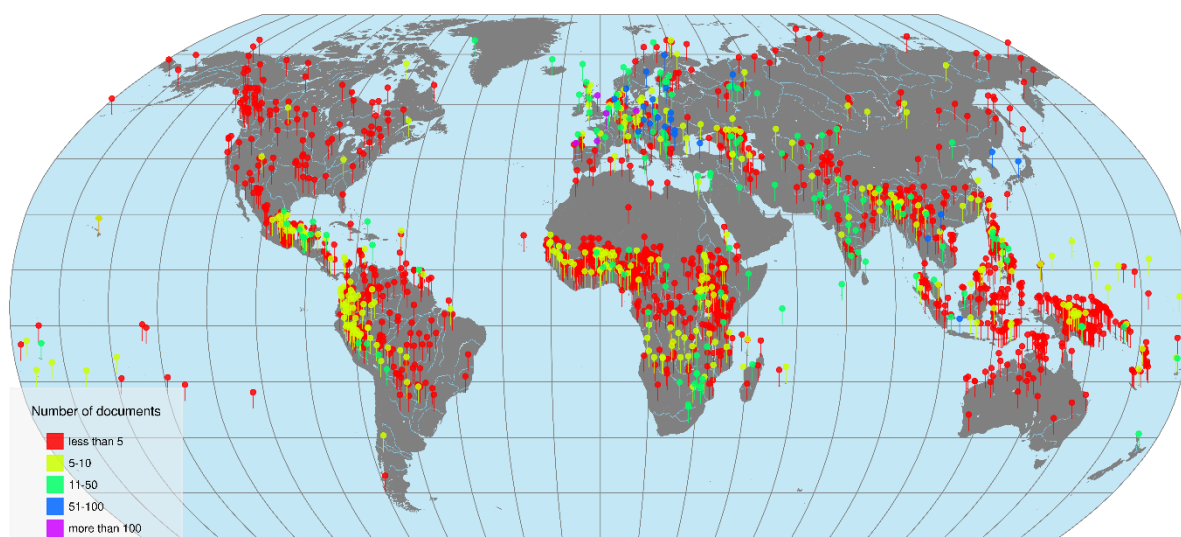 Number of documents
less than 5
5-10
11-50
51-100
more than 100